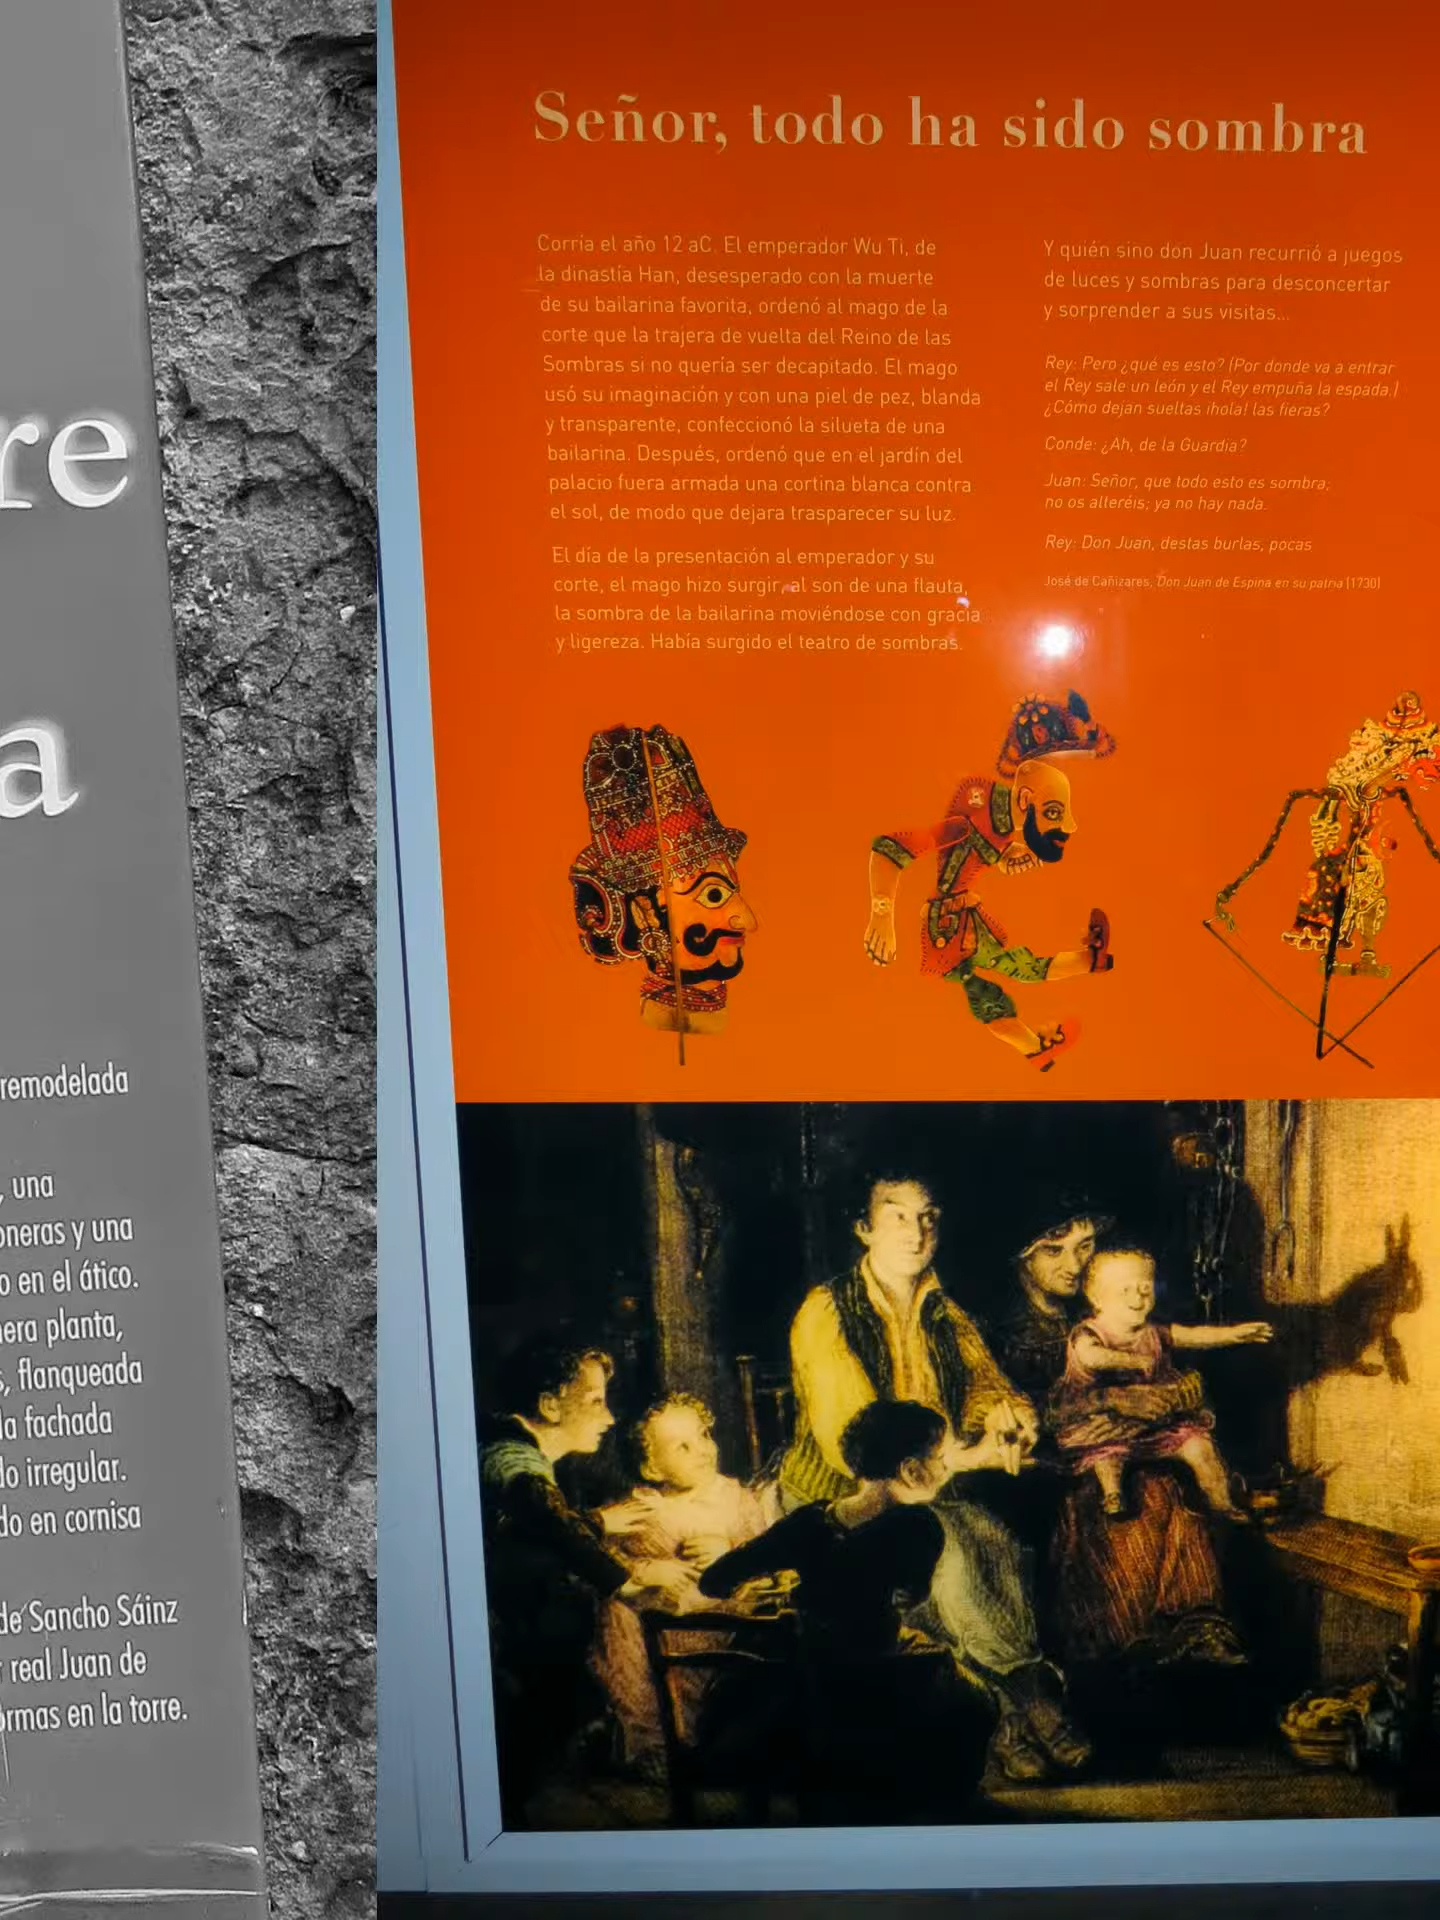 re
a
remodelada
, una
oneras y una
o en el ático.
era planta,
, flanqueada
la fachada
do irregular.
do en cornisa
de Sancho Sáinz
r real Juan de
ormas en la torre.
Señor, todo ha sido sombra
Corría el año 12 aC. El emperador Wu Ti, de
la dinastía Han, desesperado con la muerte
de su bailarina favorita, ordenó al mago de la
corte que la trajera de vuelta del Reino de las
Sombras si no quería ser decapitado. El mago
usó su imaginación y con una piel de pez, blanda
y transparente, confeccionó la silueta de una
bailarina. Después, ordenó que en el jardín del
palacio fuera armada una cortina blanca contra
el sol, de modo que dejara trasparecer su luz.
El día de la presentación al emperador y su
corte, el mago hizo surgir, al son de una flauta,
la sombra de la bailarina moviéndose con gracia
y ligereza. Había surgido el teatro de sombras.
Y quién sino don Juan recurrió a juegos
de luces y sombras para desconcertar
y sorprender a sus visitas...
Rey: Pero ¿qué es esto? (Por donde va a entrar
el Rey sale un león y el Rey empuña la espada.)
¿Cómo dejan sueltas ¡hola! las fieras?
Conde: ¿Ah, de la Guardia?
Juan: Señor, que todo esto es sombra;
no os alteréis; ya no hay nada.
Rey: Don Juan, destas burlas, pocas
José de Cañizares, Don Juan de Espina en su patria (1730)